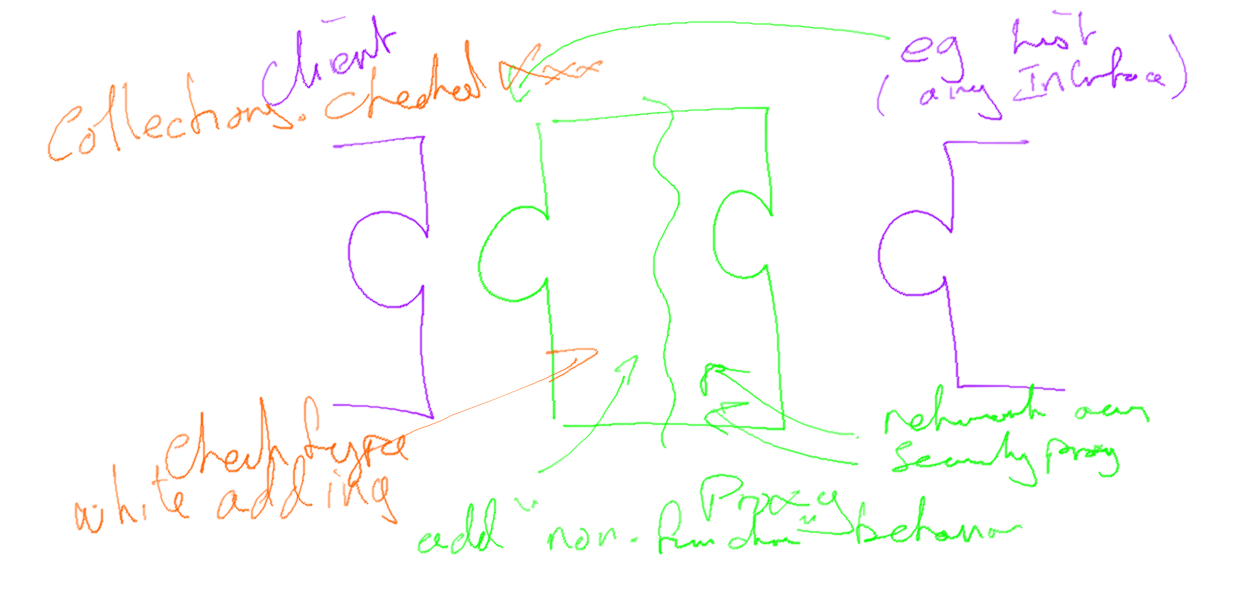 client
Collections. checked xxx
eg List
(any Interface)
check type
while adding
network access
security proxy
Proxy
add "non-function" behavior